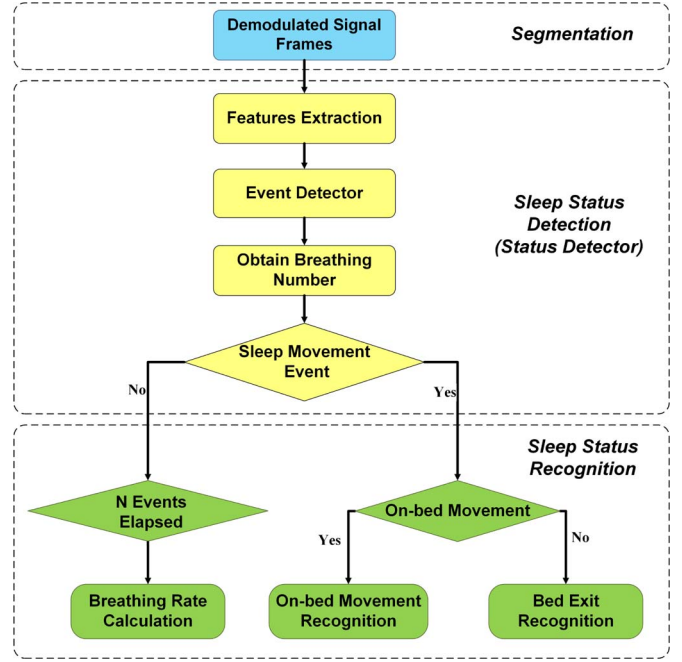 Demodulated Signal
Frames
Segmentation
Features Extraction
Event Detector
Sleep Status
Detection
(Status Detector)
Obtain Breathing
Number
Sleep Movement
Event
No
Yes
Sleep Status
Recognition
N Events
Elapsed
On-bed Movement
Yes
No
Breathing Rate
Calculation
On-bed Movement
Recognition
Bed Exit
Recognition